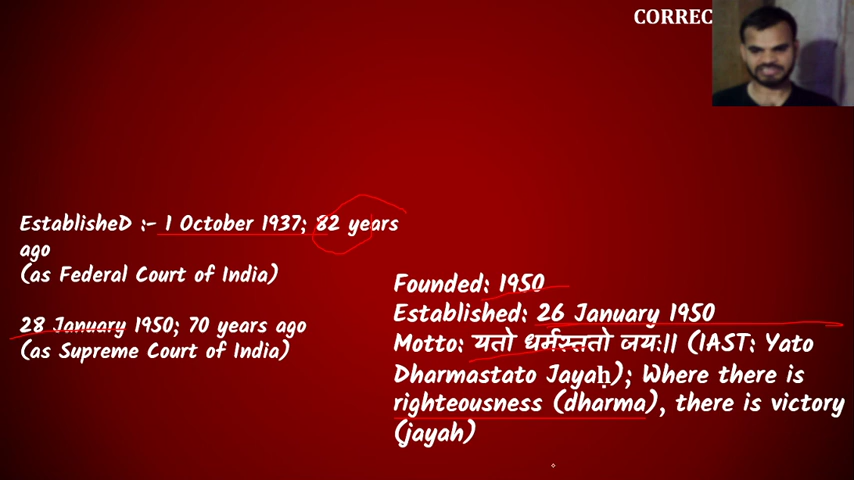 CORREC
EstablisheD :- 1 October 1937; 82 years
ago
(as Federal Court of India)
28 January 1950; 70 years ago
(as Supreme Court of India)
Founded: 1950
Established: 26 January 1950
Motto: यतो धर्मस्ततो जयः॥ (IAST: Yato
Dharmastato Jayaḥ); Where there is
righteousness (dharma), there is victory
(jayah)